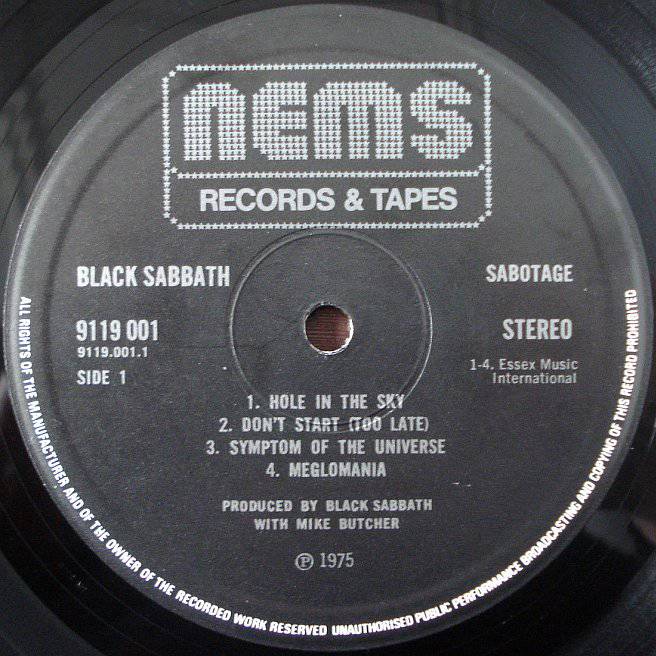 nems
RECORDS & TAPES
BLACK SABBATH
SABOTAGE
9119 001
STEREO
9119.001.1
SIDE 1
1-4. Essex Music
International
1. HOLE IN THE SKY
2. DON'T START (TOO LATE)
3. SYMPTOM OF THE UNIVERSE
4. MEGLOMANIA
PRODUCED BY BLACK SABBATH
WITH MIKE BUTCHER
℗ 1975
ALL RIGHTS OF THE MANUFACTURER AND OF THE OWNER OF THE RECORDED WORK RESERVED UNAUTHORISED PUBLIC PERFORMANCE BROADCASTING AND COPYING OF THIS RECORD PROHIBITED